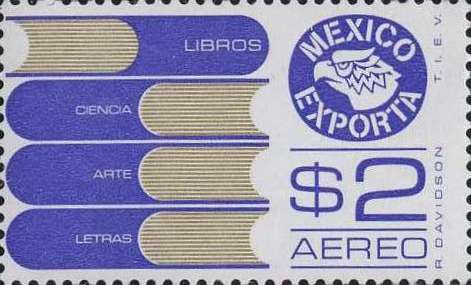 LIBROS
CIENCIA
ARTE
LETRAS
MEXICO
EXPORTA
$2
AEREO
T.I.E.V.
R.DAVIDSON